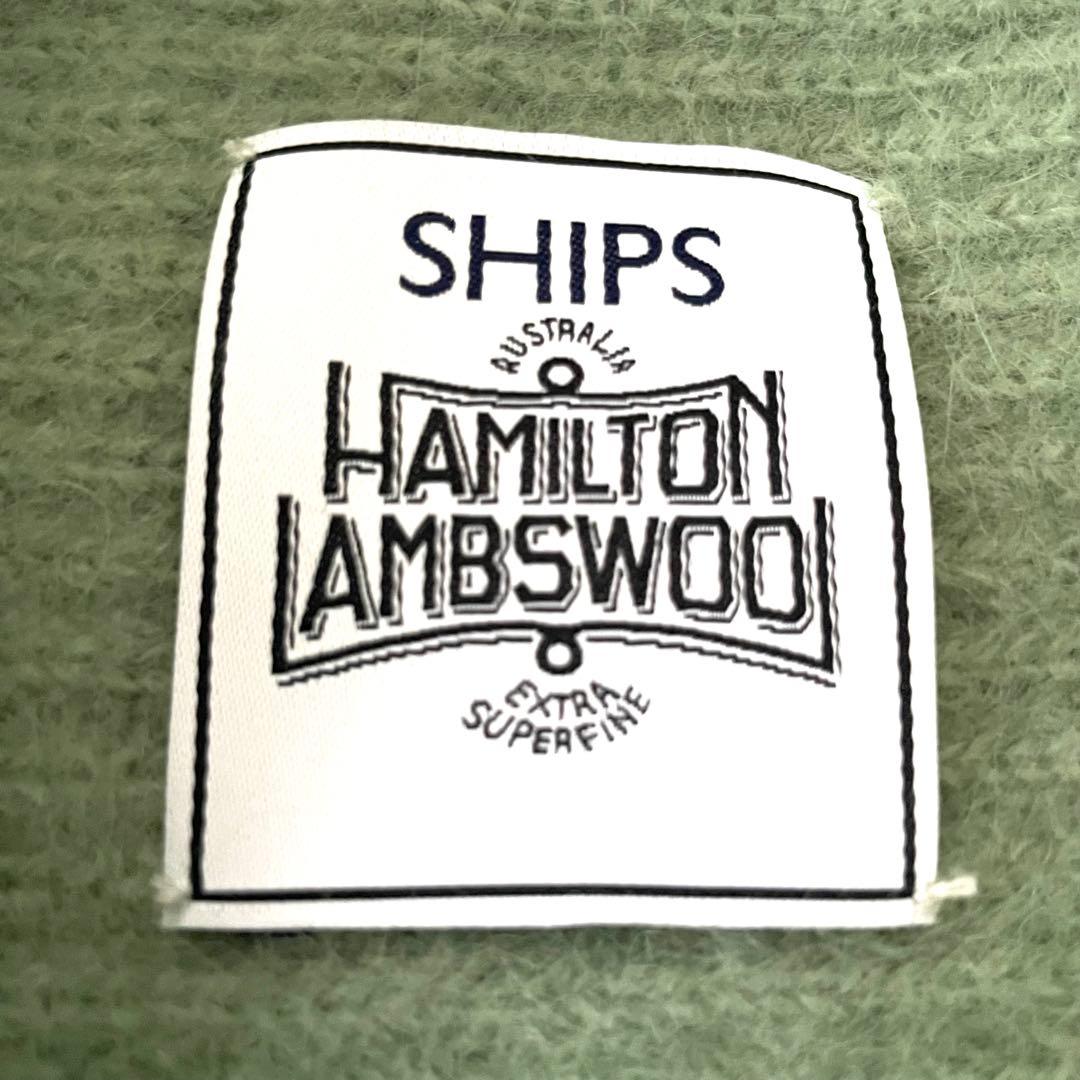 SHIPS
AUSTRALIA
HAMILTON
LAMBSWOOL
EXTRA
SUPERFINE